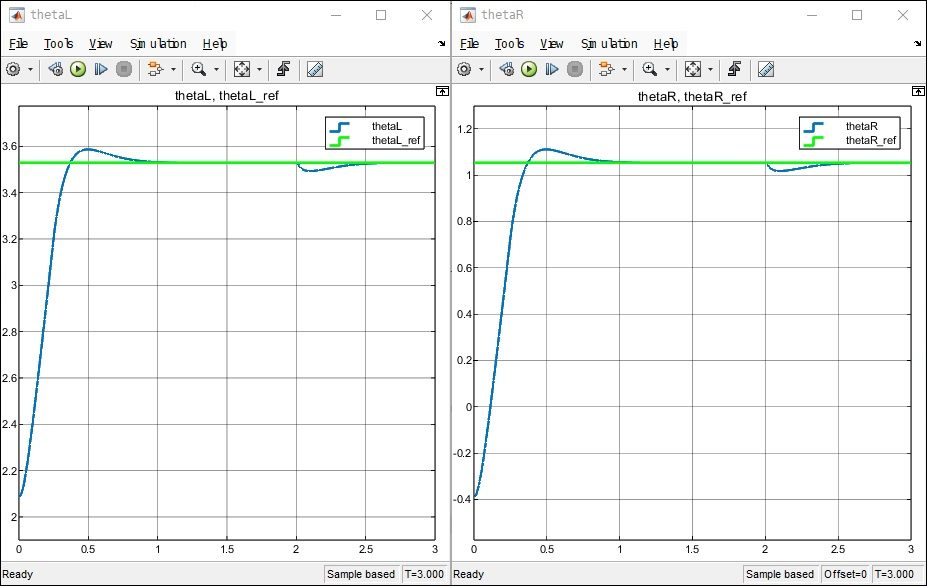 thetaL
File Tools View Simulation Help
thetaL, thetaL_ref
thetaL
thetaL_ref
3.6
3.4
3.2
3
2.8
2.6
2.4
2.2
2
0 0.5 1 1.5 2 2.5 3
Ready Sample based T=3.000
thetaR
File Tools View Simulation Help
thetaR, thetaR_ref
thetaR
thetaR_ref
1.2
1
0.8
0.6
0.4
0.2
0
-0.2
-0.4
0 0.5 1 1.5 2 2.5 3
Ready Sample based Offset=0 T=3.000